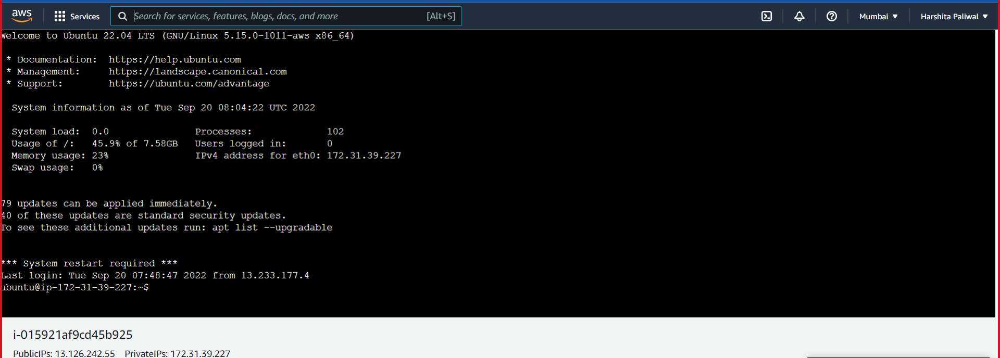 aws
Services
Search for services, features, blogs, docs, and more [Alt+S]
Mumbai ▼
Harshita Paliwal ▼
Welcome to Ubuntu 22.04 LTS (GNU/Linux 5.15.0-1011-aws x86_64)
* Documentation:  https://help.ubuntu.com
* Management:     https://landscape.canonical.com
* Support:        https://ubuntu.com/advantage
System information as of Tue Sep 20 08:04:22 UTC 2022
System load:  0.0               Processes:             102
Usage of /:   45.9% of 7.58GB   Users logged in:       0
Memory usage: 23%               IPv4 address for eth0: 172.31.39.227
Swap usage:   0%
79 updates can be applied immediately.
40 of these updates are standard security updates.
To see these additional updates run: apt list --upgradable
*** System restart required ***
Last login: Tue Sep 20 07:48:47 2022 from 13.233.177.4
ubuntu@ip-172-31-39-227:~$
i-015921af9cd45b925
PublicIPs: 13.126.242.55    PrivateIPs: 172.31.39.227